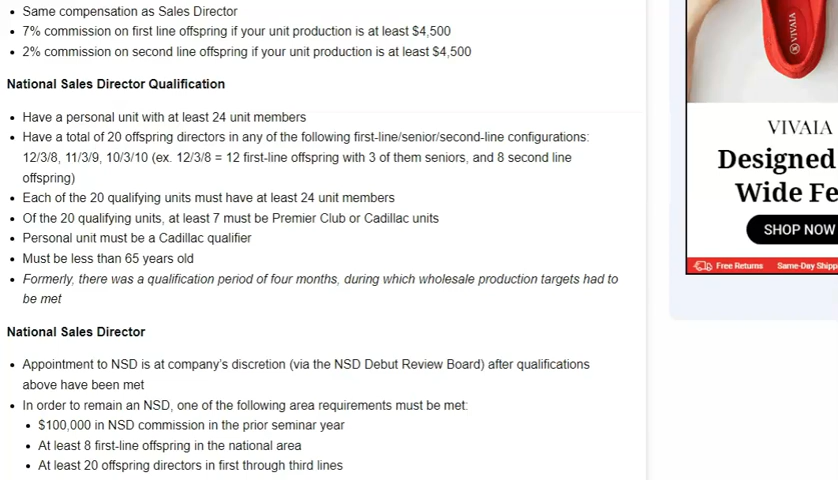 Same compensation as Sales Director
7% commission on first line offspring if your unit production is at least $4,500
2% commission on second line offspring if your unit production is at least $4,500
National Sales Director Qualification
Have a personal unit with at least 24 unit members
Have a total of 20 offspring directors in any of the following first-line/senior/second-line configurations:
12/3/8, 11/3/9, 10/3/10 (ex. 12/3/8 = 12 first-line offspring with 3 of them seniors, and 8 second line
offspring)
Each of the 20 qualifying units must have at least 24 unit members
Of the 20 qualifying units, at least 7 must be Premier Club or Cadillac units
Personal unit must be a Cadillac qualifier
Must be less than 65 years old
Formerly, there was a qualification period of four months, during which wholesale production targets had to
be met
National Sales Director
Appointment to NSD is at company's discretion (via the NSD Debut Review Board) after qualifications
above have been met
In order to remain an NSD, one of the following area requirements must be met:
$100,000 in NSD commission in the prior seminar year
At least 8 first-line offspring in the national area
At least 20 offspring directors in first through third lines
VIVAIA
VIVAIA
Designed
Wide Fe
SHOP NOW
Free Returns Same-Day Shipp